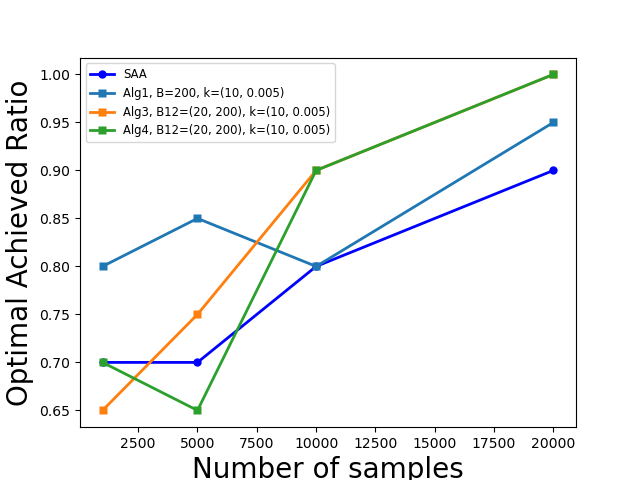 SAA
Alg1, B=200, k=(10, 0.005)
Alg3, B12=(20, 200), k=(10, 0.005)
Alg4, B12=(20, 200), k=(10, 0.005)
Optimal Achieved Ratio
1.00
0.95
0.90
0.85
0.80
0.75
0.70
0.65
2500 5000 7500 10000 12500 15000 17500 20000
Number of samples